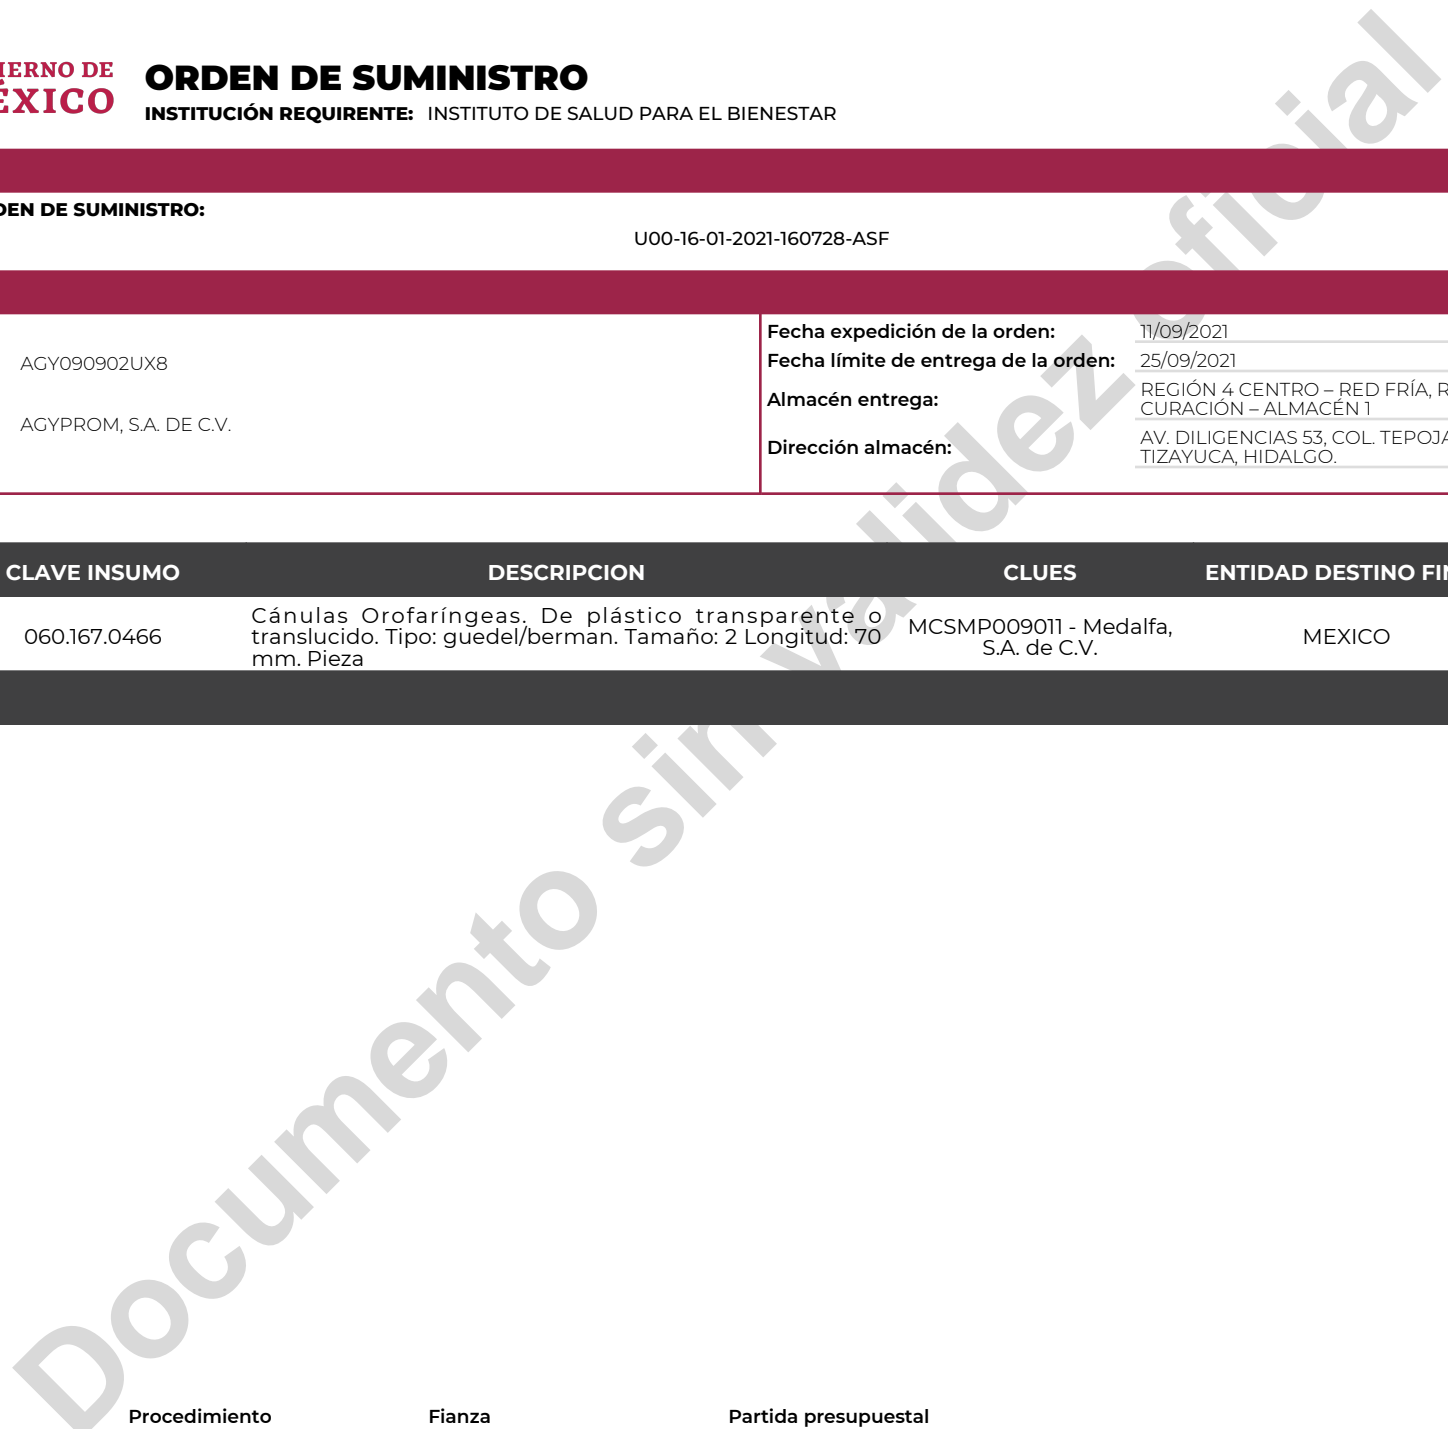 IERNO DE
ÉXICO
ORDEN DE SUMINISTRO
INSTITUCIÓN REQUIRENTE: INSTITUTO DE SALUD PARA EL BIENESTAR
DEN DE SUMINISTRO:
U00-16-01-2021-160728-ASF
AGY090902UX8
AGYPROM, S.A. DE C.V.
Fecha expedición de la orden: 11/09/2021
Fecha límite de entrega de la orden: 25/09/2021
Almacén entrega: REGIÓN 4 CENTRO – RED FRÍA, R
CURACIÓN – ALMACÉN 1
Dirección almacén: AV. DILIGENCIAS 53, COL. TEPOJA
TIZAYUCA, HIDALGO.
CLAVE INSUMO DESCRIPCION CLUES ENTIDAD DESTINO FIN
060.167.0466
Cánulas Orofaríngeas. De plástico transparente o
translucido. Tipo: guedel/berman. Tamaño: 2 Longitud: 70
mm. Pieza
MCSMP009011 - Medalfa,
S.A. de C.V.
MEXICO
Documento sin validez oficial
Procedimiento Fianza Partida presupuestal